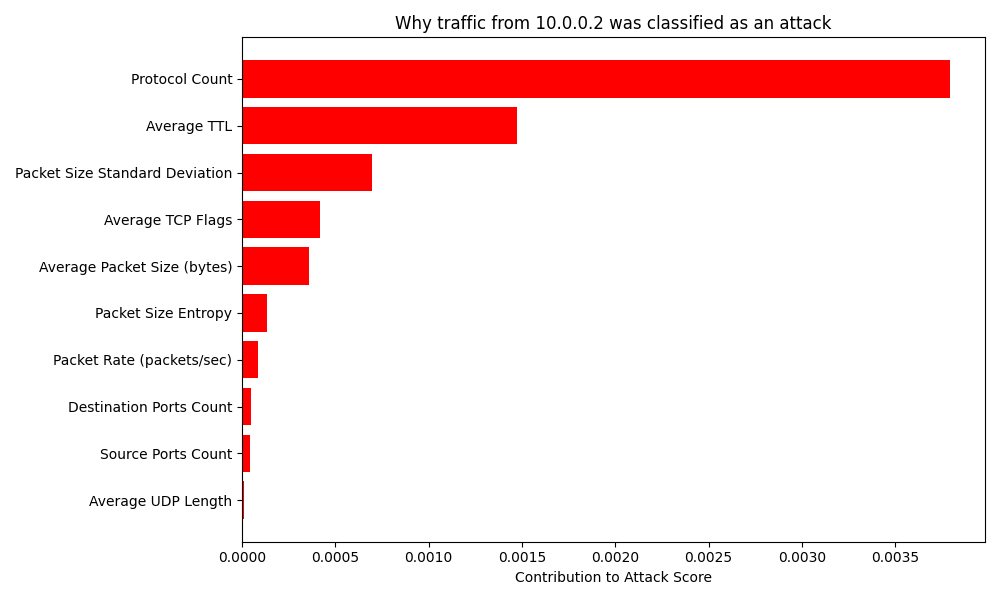 Why traffic from 10.0.0.2 was classified as an attack
Protocol Count
Average TTL
Packet Size Standard Deviation
Average TCP Flags
Average Packet Size (bytes)
Packet Size Entropy
Packet Rate (packets/sec)
Destination Ports Count
Source Ports Count
Average UDP Length
0.0000 0.0005 0.0010 0.0015 0.0020 0.0025 0.0030 0.0035
Contribution to Attack Score